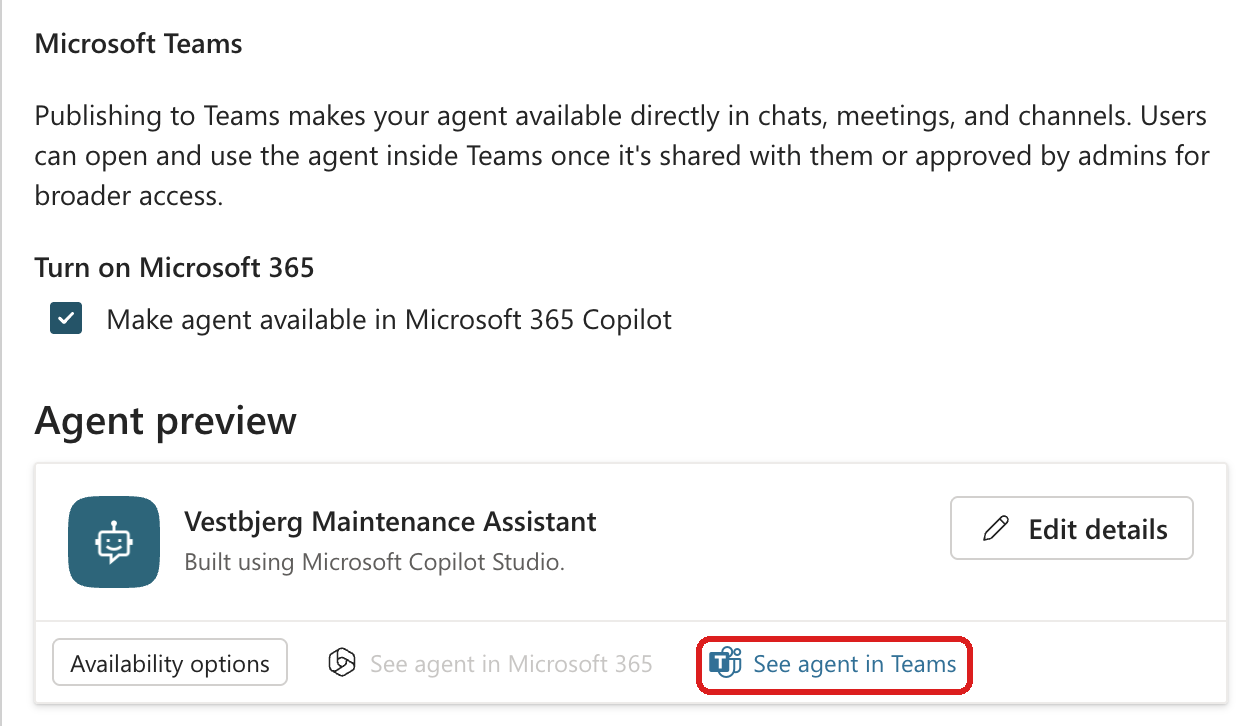 Microsoft Teams
Publishing to Teams makes your agent available directly in chats, meetings, and channels. Users
can open and use the agent inside Teams once it's shared with them or approved by admins for
broader access.
Turn on Microsoft 365
Make agent available in Microsoft 365 Copilot
Agent preview
Vestbjerg Maintenance Assistant
Built using Microsoft Copilot Studio.
Edit details
Availability options
See agent in Microsoft 365
See agent in Teams